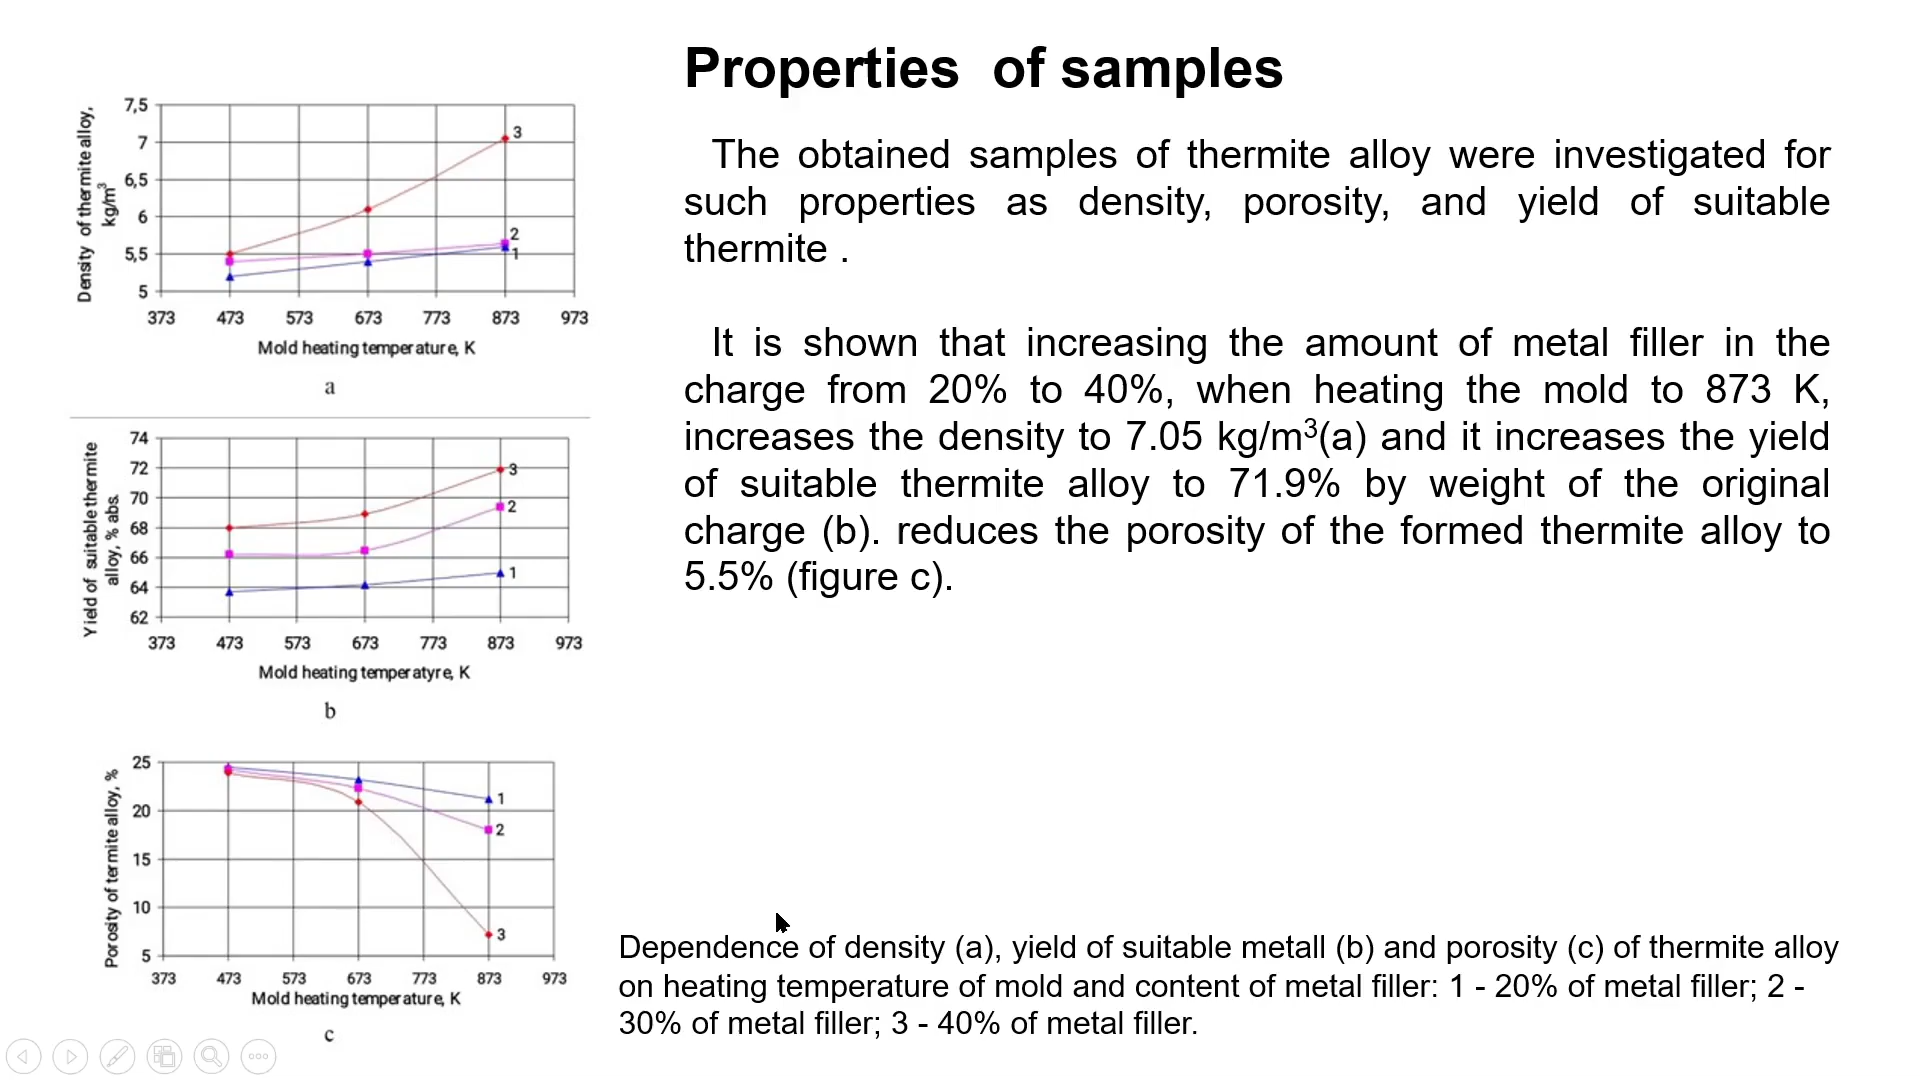 Properties  of samples
The obtained samples of thermite alloy were investigated for
such properties as density, porosity, and yield of suitable
thermite .
It is shown that increasing the amount of metal filler in the
charge from 20% to 40%, when heating the mold to 873 K,
increases the density to 7.05 kg/m³(a) and it increases the yield
of suitable thermite alloy to 71.9% by weight of the original
charge (b). reduces the porosity of the formed thermite alloy to
5.5% (figure c).
Density of thermite alloy,
kg/m³
7,5
7
6,5
6
5,5
5
3
2
1
373 473 573 673 773 873 973
Mold heating temperature, K
a
Yield of suitable thermite
alloy, % abs.
74
72
70
68
66
64
62
3
2
1
373 473 573 673 773 873 973
Mold heating temperatyre, K
b
Porosity of termite alloy, %
25
20
15
10
5
1
2
3
373 473 573 673 773 873 973
Mold heating temperature, K
c
Dependence of density (a), yield of suitable metall (b) and porosity (c) of thermite alloy
on heating temperature of mold and content of metal filler: 1 - 20% of metal filler; 2 -
30% of metal filler; 3 - 40% of metal filler.